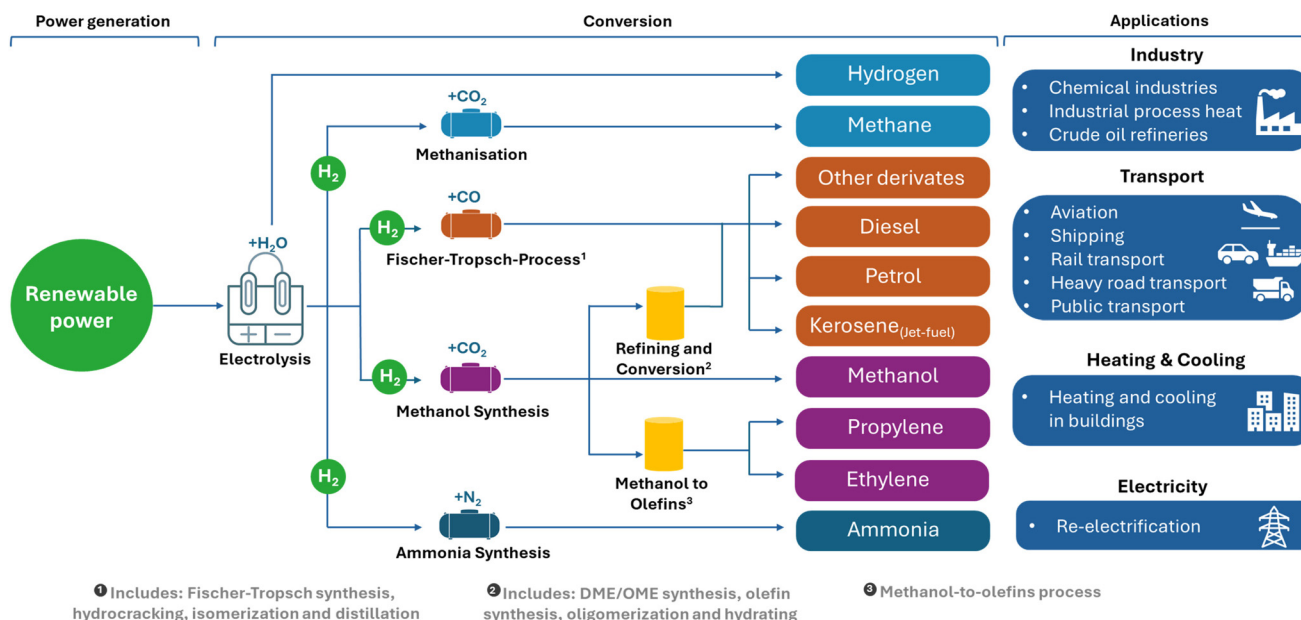 Power generation
Conversion
Applications
Industry
Hydrogen
• Chemical industries
• Industrial process heat
• Crude oil refineries
+CO₂
Methanisation
Methane
H₂
Transport
Other derivates
+CO
H₂
Fischer-Tropsch-Process¹
Diesel
• Aviation
• Shipping
• Rail transport
• Heavy road transport
• Public transport
+H₂O
Renewable
power
Electrolysis
Petrol
Kerosene(Jet-fuel)
Refining and
Conversion²
+CO₂
H₂
Methanol Synthesis
Methanol
Heating & Cooling
• Heating and cooling
in buildings
Propylene
Methanol to
Olefins³
Ethylene
H₂
Electricity
+N₂
Ammonia Synthesis
Ammonia
• Re-electrification
❶ Includes: Fischer-Tropsch synthesis,
hydrocracking, isomerization and distillation
❷ Includes: DME/OME synthesis, olefin
synthesis, oligomerization and hydrating
❸ Methanol-to-olefins process